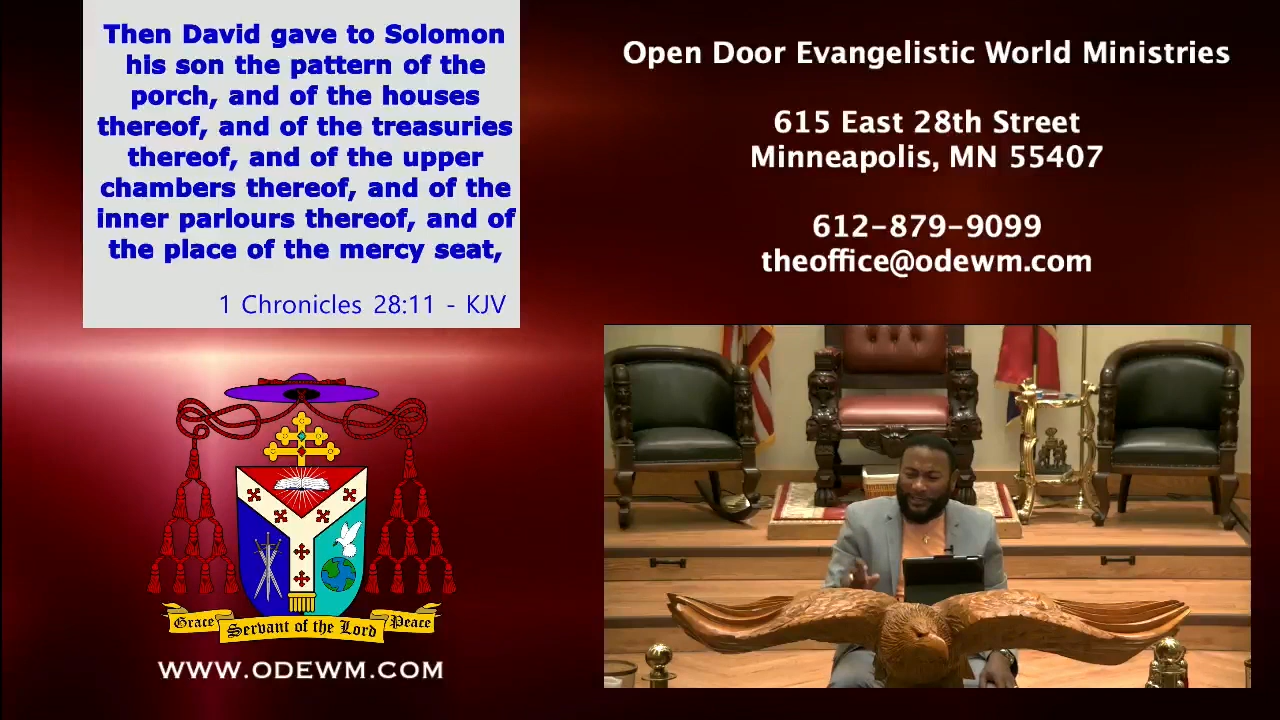 Then David gave to Solomon
his son the pattern of the
porch, and of the houses
thereof, and of the treasuries
thereof, and of the upper
chambers thereof, and of the
inner parlours thereof, and of
the place of the mercy seat,
1 Chronicles 28:11 - KJV
Open Door Evangelistic World Ministries
615 East 28th Street
Minneapolis, MN 55407
612-879-9099
theoffice@odewm.com
Grace
Servant of the Lord
Peace
WWW.ODEWM.COM